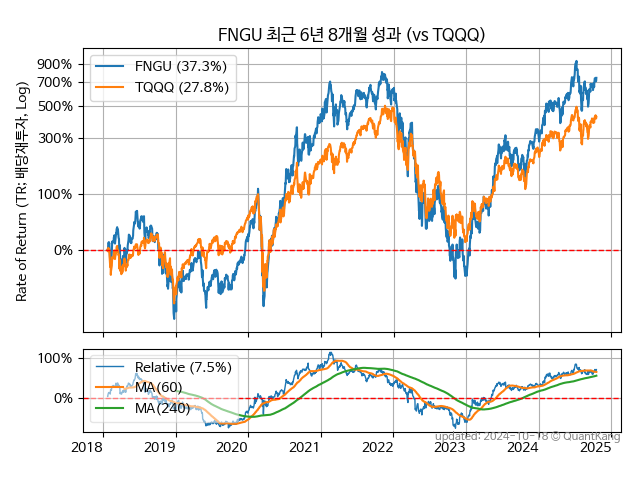 FNGU 최근 6년 8개월 성과 (vs TQQQ)
Rate of Return (TR: 배당재투자, Log)
900%
700%
500%
300%
100%
0%
FNGU (37.3%)
TQQQ (27.8%)
100%
0%
Relative (7.5%)
MA(60)
MA(240)
2018 2019 2020 2021 2022 2023 2024 2025
updated: 2024-10-18 © QuantKang